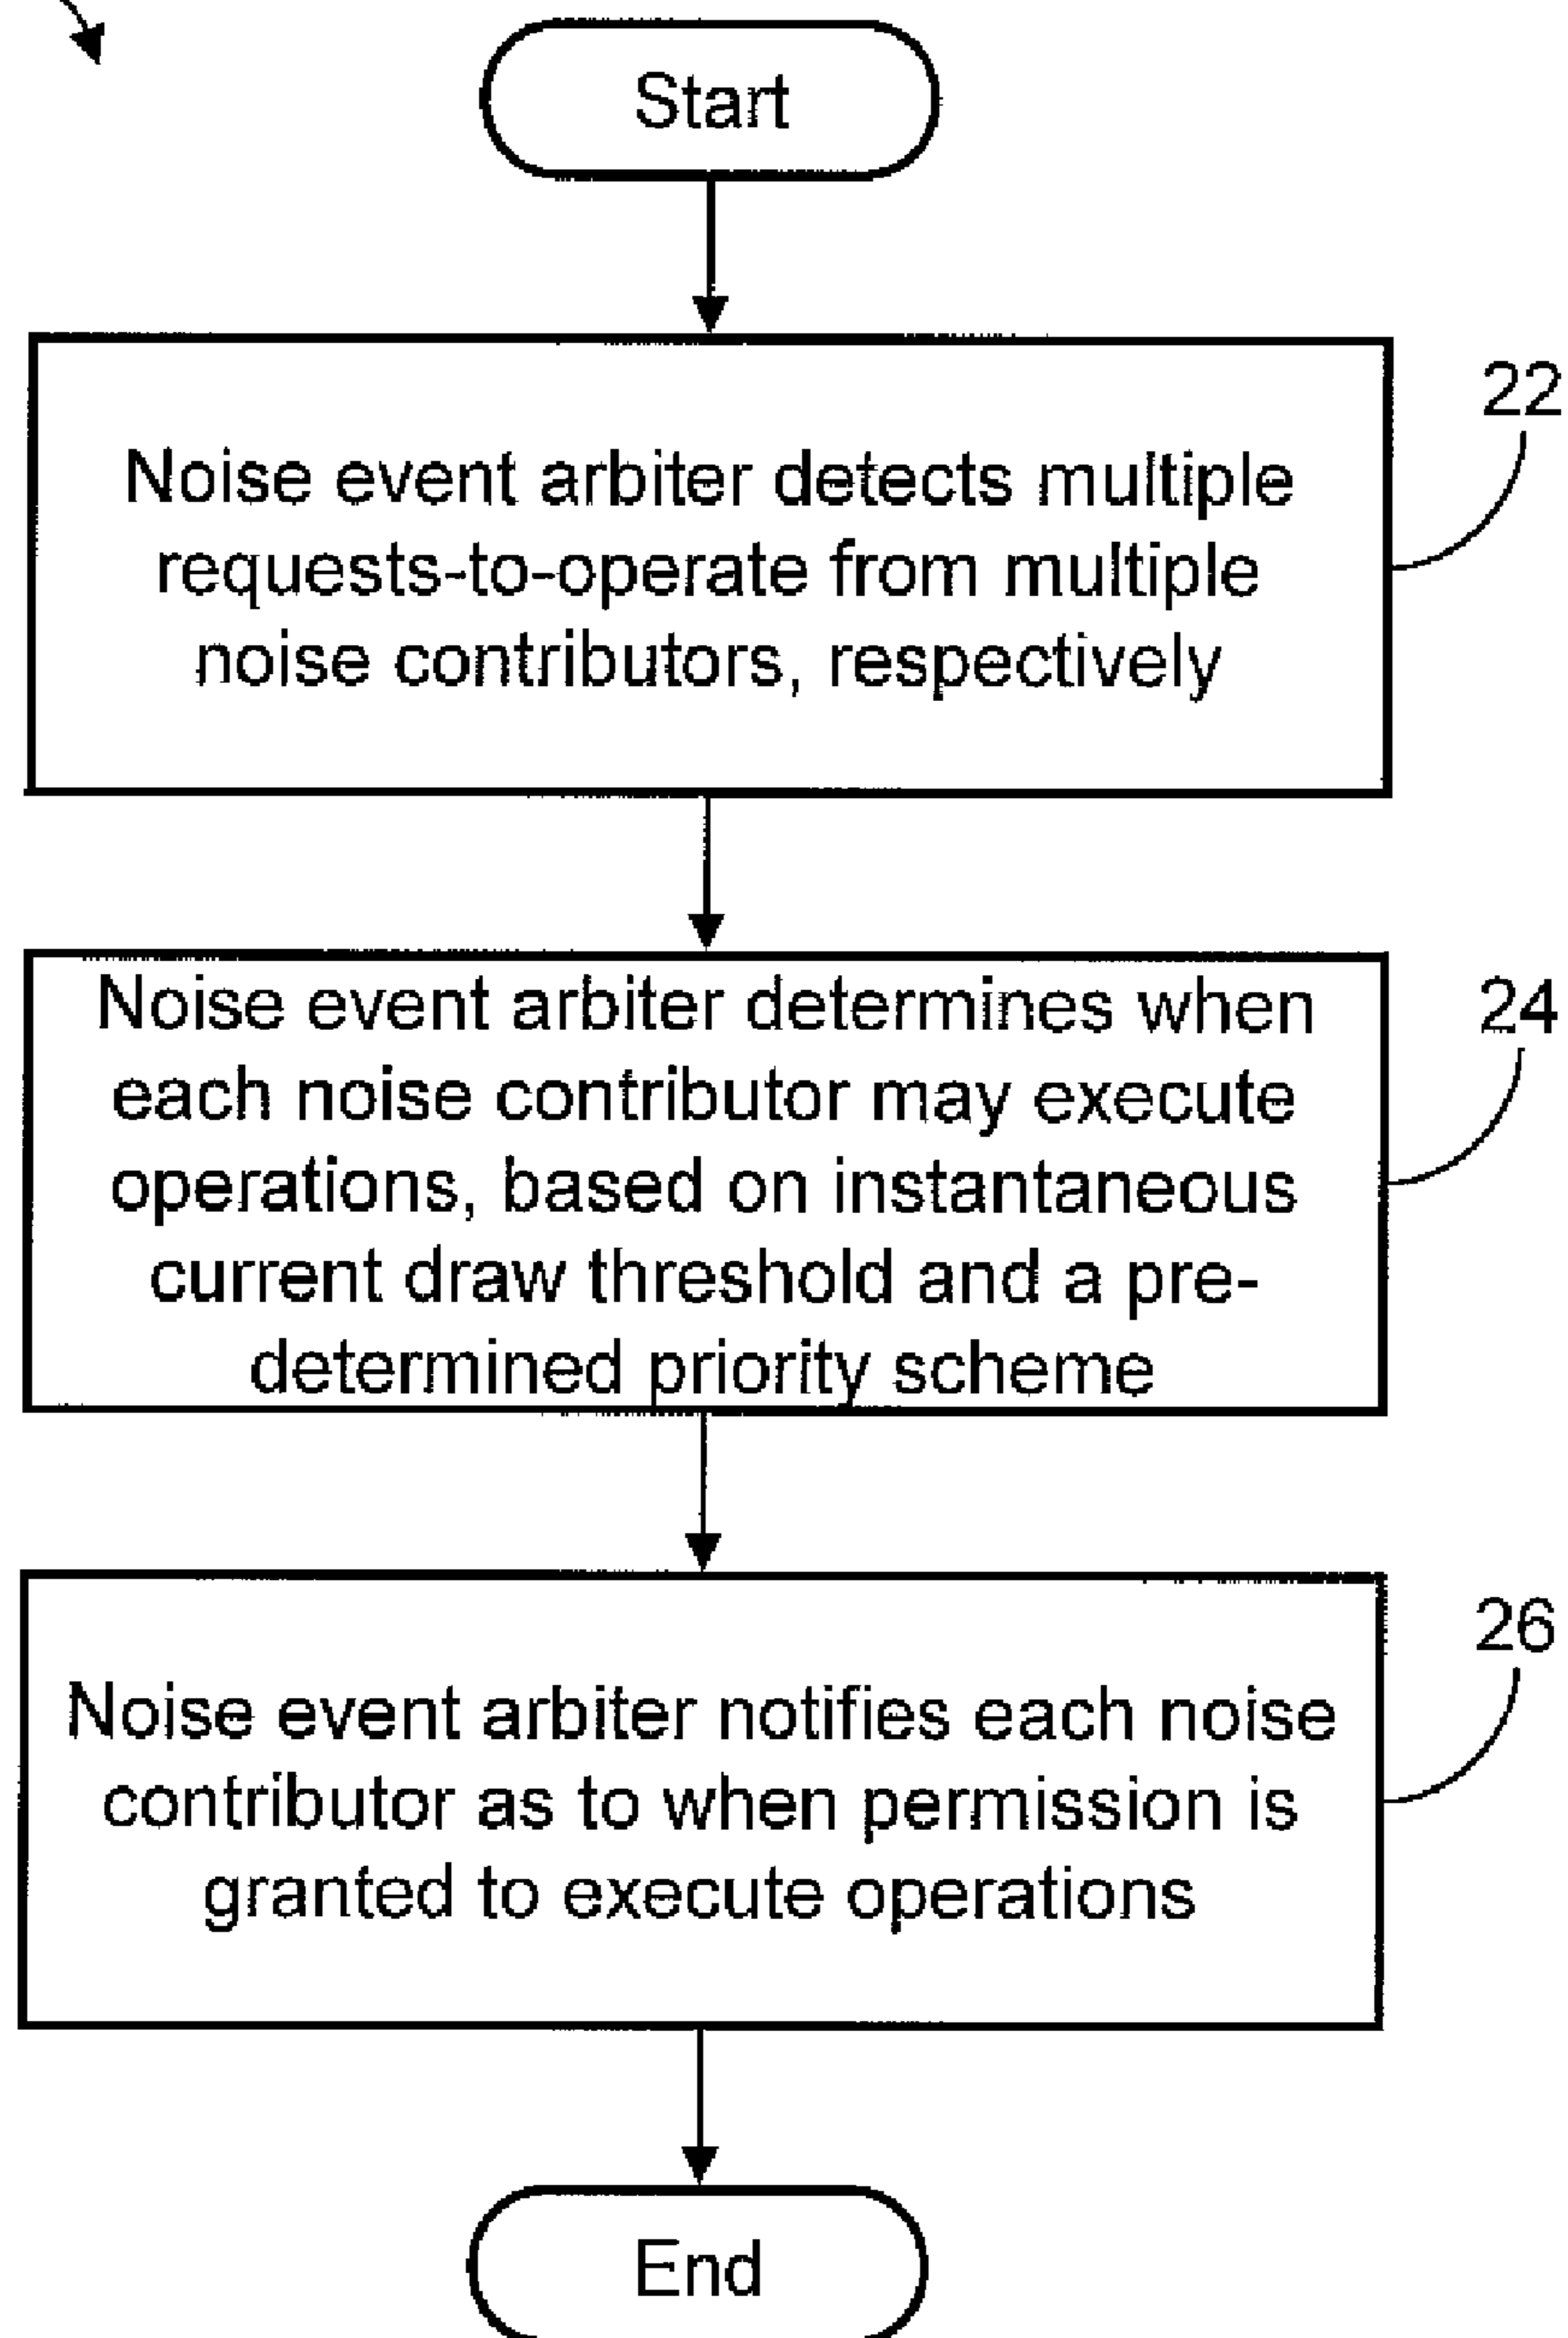 Start
22
Noise event arbiter detects multiple
requests-to-operate from multiple
noise contributors, respectively
24
Noise event arbiter determines when
each noise contributor may execute
operations, based on instantaneous
current draw threshold and a pre-
determined priority scheme
26
Noise event arbiter notifies each noise
contributor as to when permission is
granted to execute operations
End